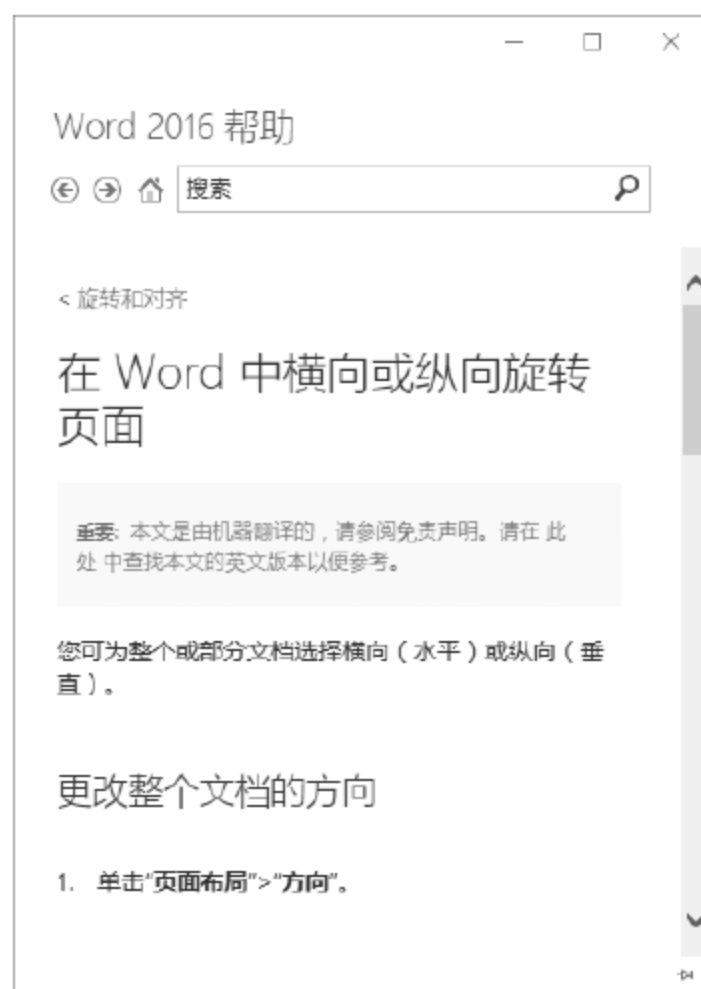 Word 2016 帮助
搜索
< 旋转和对齐
在 Word 中横向或纵向旋转
页面
重要: 本文是由机器翻译的，请参阅免责声明。请在 此
处 中查找本文的英文版本以便参考。
您可为整个或部分文档选择横向（水平）或纵向（垂
直）。
更改整个文档的方向
1. 单击“页面布局”>“方向”。